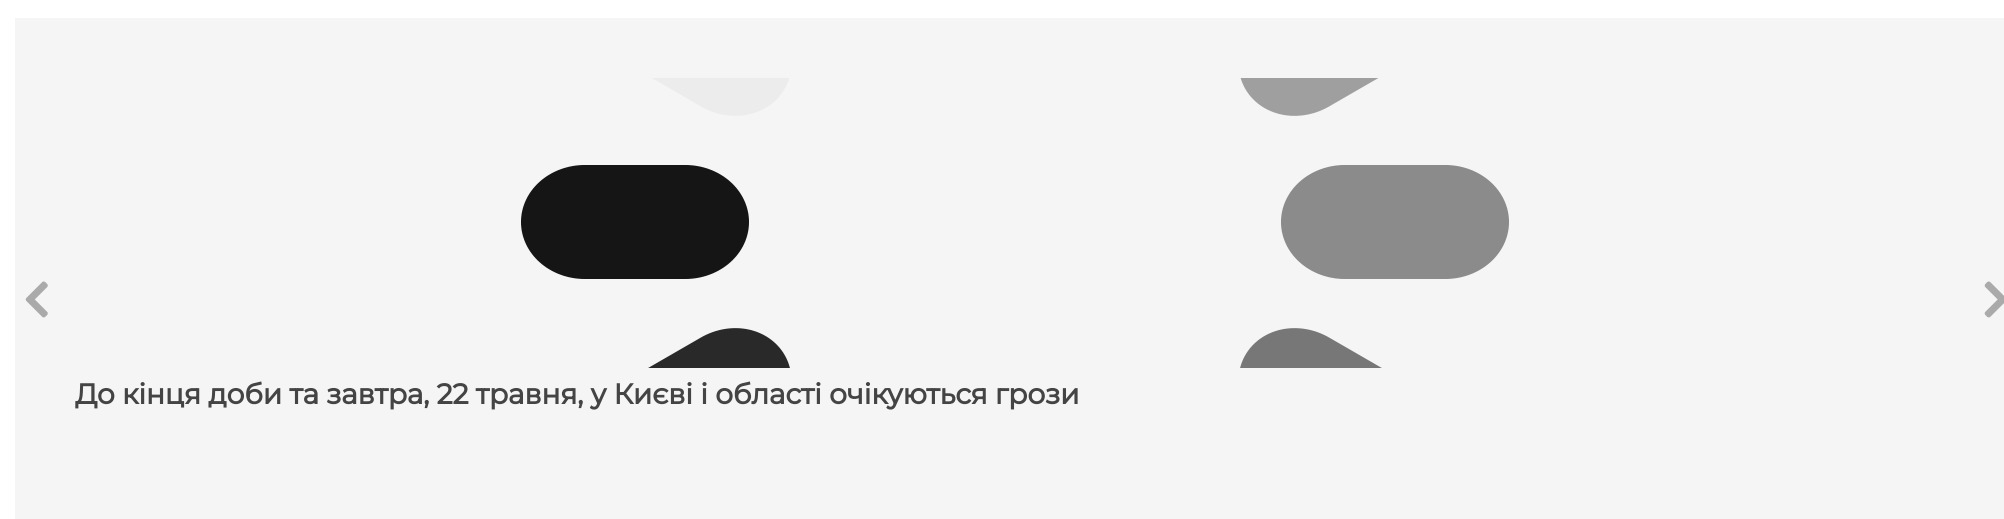 До кінця доби та завтра, 22 травня, у Києві і області очікуються грози